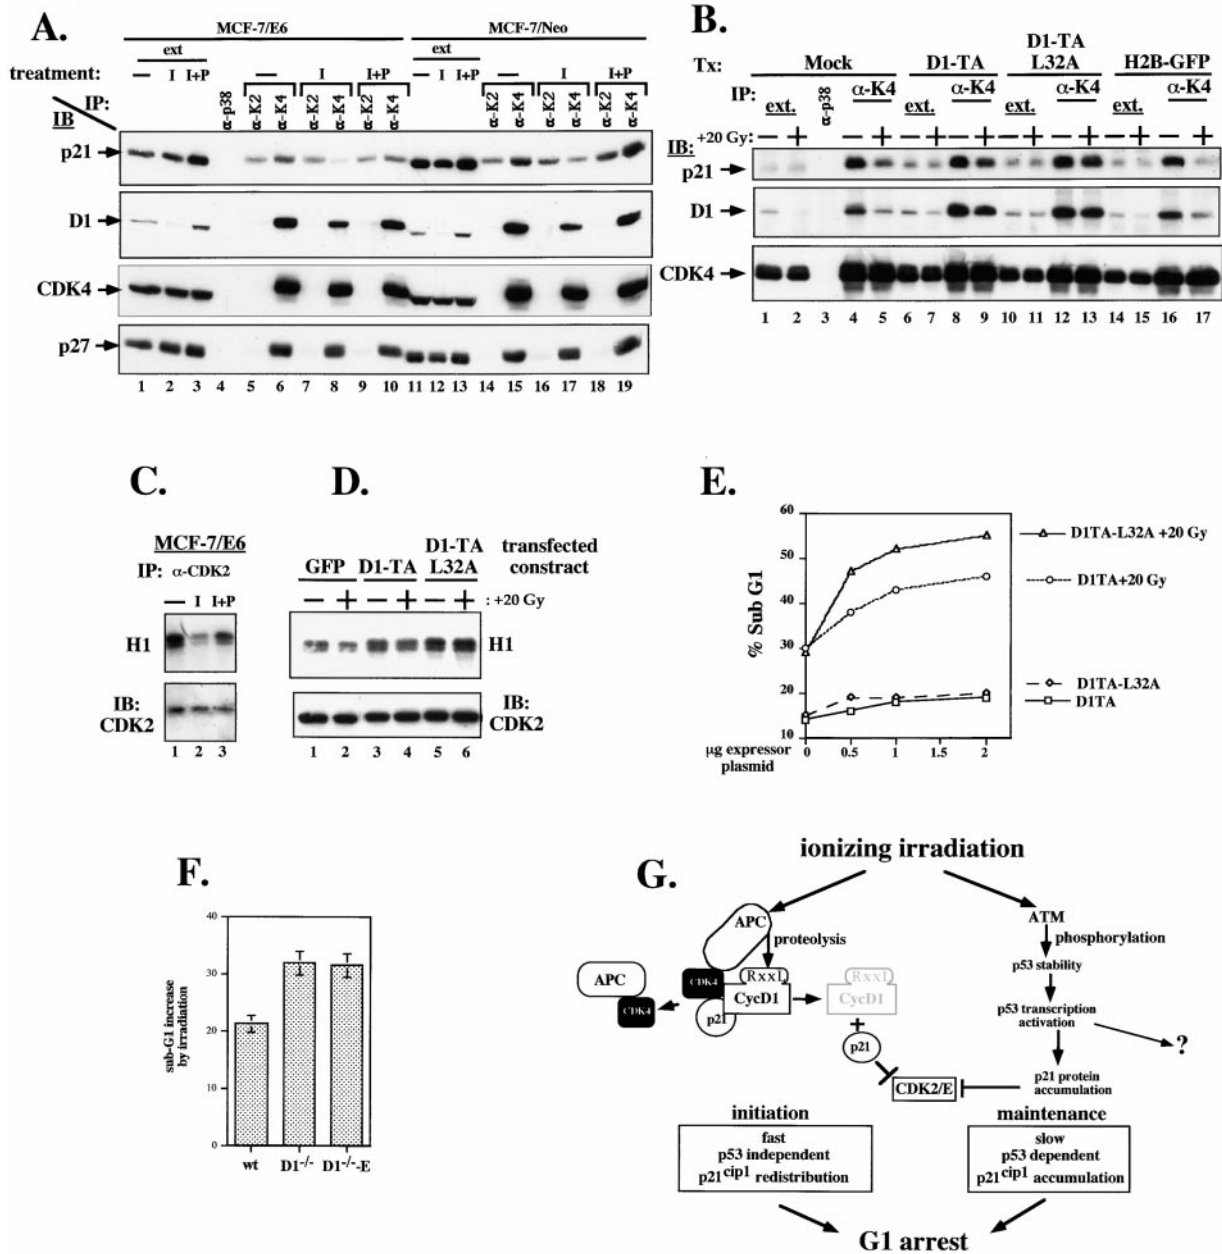 A.
MCF-7/E6 MCF-7/Neo
ext ext
treatment: — I I+P — I I+P — I I+P — I I+P
IP: α-p38 α-K2 α-K4 α-K2 α-K4 α-K2 α-K4 α-K2 α-K4 α-K2 α-K4 α-K2 α-K4
IB
p21
D1
CDK4
p27
1 2 3 4 5 6 7 8 9 10 11 12 13 14 15 16 17 18 19
B.
D1-TA
Tx: Mock D1-TA L32A H2B-GFP
IP: α-p38 α-K4 α-K4 α-K4 α-K4
ext. ext. ext. ext.
IB: +20 Gy — + — + — + — + — + — + — + — +
p21
D1
CDK4
1 2 3 4 5 6 7 8 9 10 11 12 13 14 15 16 17
C.
MCF-7/E6
IP: α-CDK2
— I I+P
H1
IB:
CDK2
1 2 3
D.
D1-TA transfected
GFP D1-TA L32A constract
— + — + — + : +20 Gy
H1
IB:
CDK2
1 2 3 4 5 6
E.
60
50
40
30
20
10
% Sub G1
0 0.5 1 1.5 2
µg expressor
plasmid
D1TA-L32A +20 Gy
D1TA+20 Gy
D1TA-L32A
D1TA
F.
40
30
20
10
0
sub-G1 increase
by irradiation
wt D1-/- D1-/--E
G.
ionizing irradiation
APC
proteolysis
APC
CDK4
CDK4
RxxL
CycD1
p21
RxxL
CycD1
+
p21
CDK2/E
ATM
phosphorylation
p53 stability
p53 transcription
activation
?
p21 protein
accumulation
initiation
fast
p53 independent
p21cip1 redistribution
maintenance
slow
p53 dependent
p21cip1 accumulation
G1 arrest